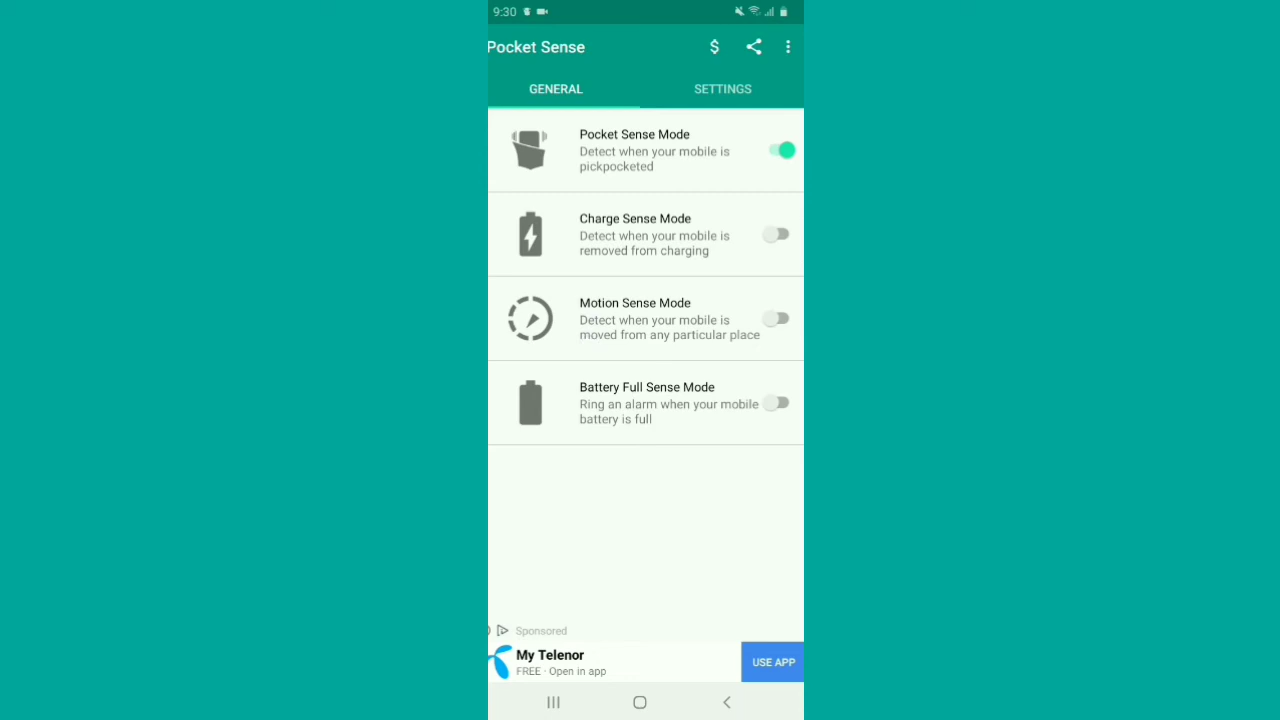 9:30
Pocket Sense
$
GENERAL
SETTINGS
Pocket Sense Mode
Detect when your mobile is
pickpocketed
Charge Sense Mode
Detect when your mobile is
removed from charging
Motion Sense Mode
Detect when your mobile is
moved from any particular place
Battery Full Sense Mode
Ring an alarm when your mobile
battery is full
Sponsored
My Telenor
FREE · Open in app
USE APP